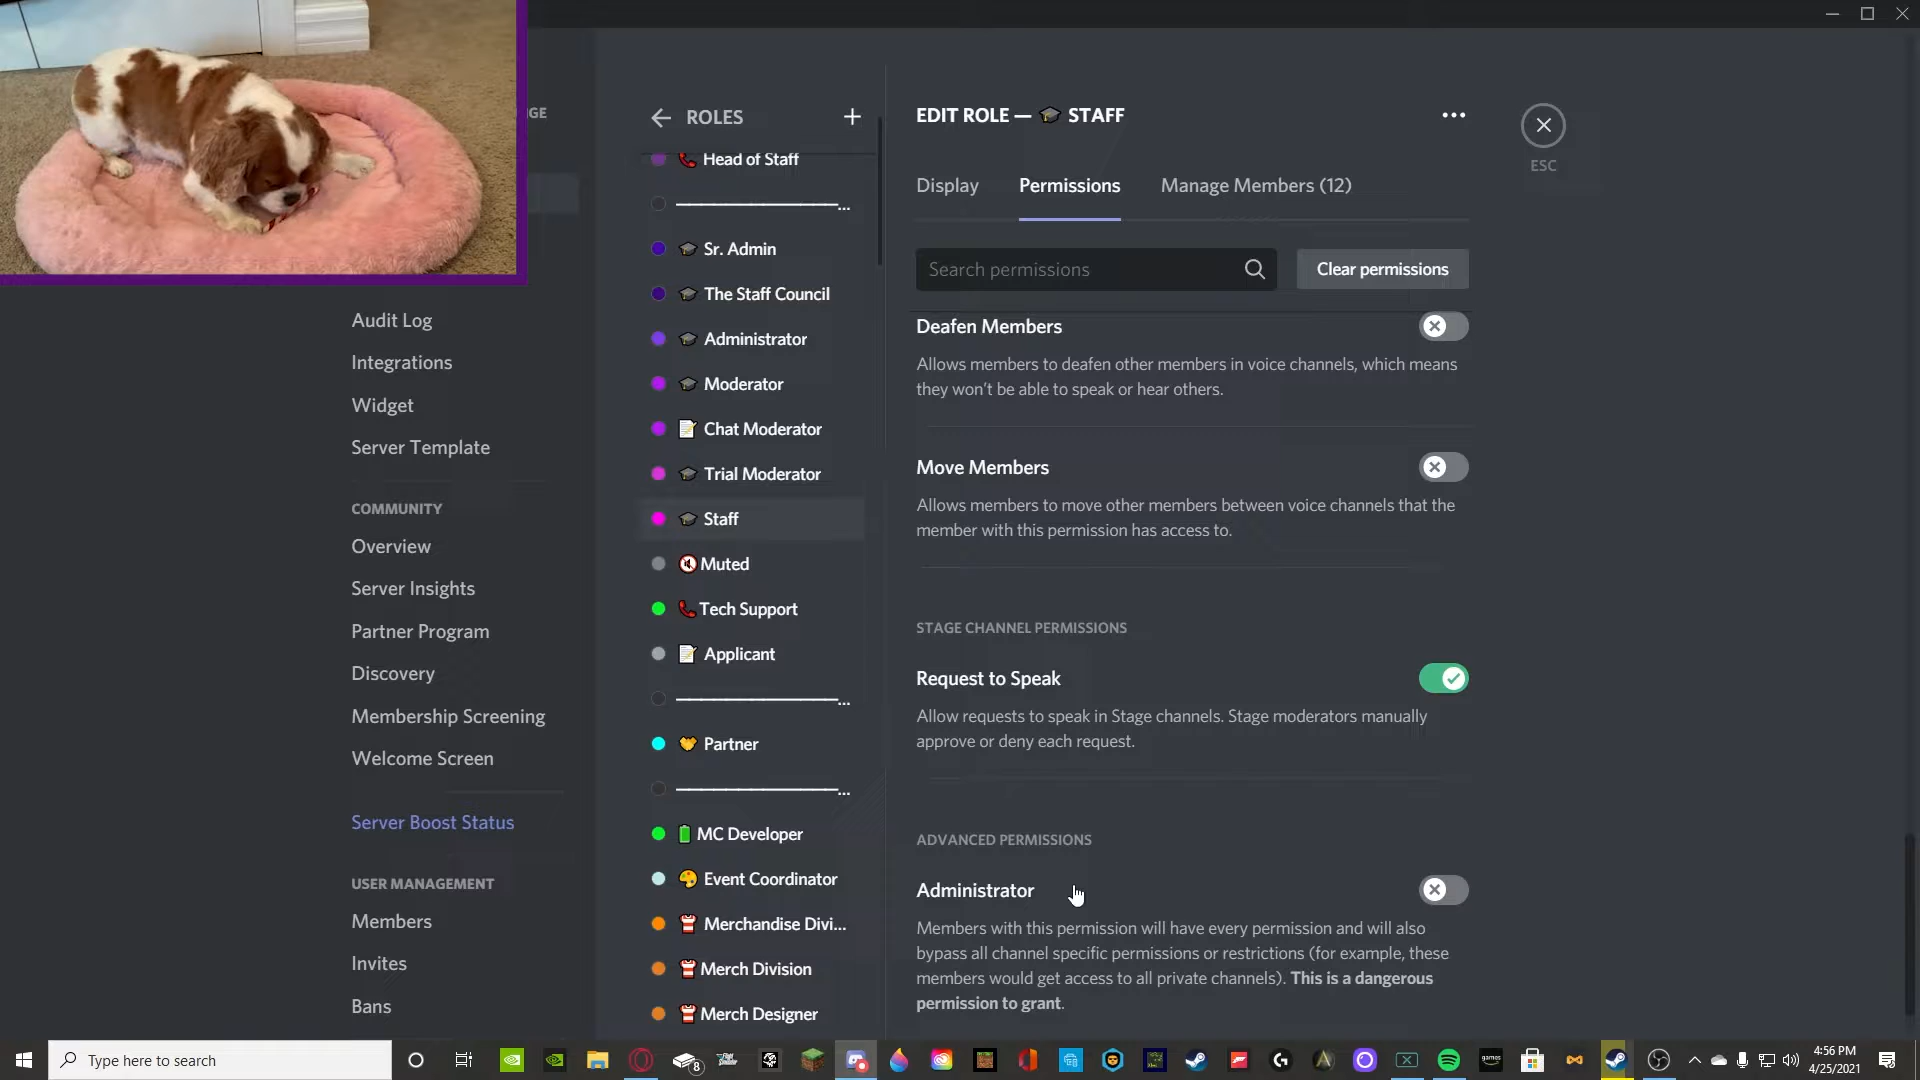 GE
Audit Log
Integrations
Widget
Server Template
COMMUNITY
Overview
Server Insights
Partner Program
Discovery
Membership Screening
Welcome Screen
Server Boost Status
USER MANAGEMENT
Members
Invites
Bans
ROLES
Head of Staff
Sr. Admin
The Staff Council
Administrator
Moderator
Chat Moderator
Trial Moderator
Staff
Muted
Tech Support
Applicant
Partner
MC Developer
Event Coordinator
Merchandise Divi...
Merch Division
Merch Designer
EDIT ROLE — 🎓 STAFF
ESC
Display Permissions Manage Members (12)
Search permissions
Clear permissions
Deafen Members
Allows members to deafen other members in voice channels, which means
they won't be able to speak or hear others.
Move Members
Allows members to move other members between voice channels that the
member with this permission has access to.
STAGE CHANNEL PERMISSIONS
Request to Speak
Allow requests to speak in Stage channels. Stage moderators manually
approve or deny each request.
ADVANCED PERMISSIONS
Administrator
Members with this permission will have every permission and will also
bypass all channel specific permissions or restrictions (for example, these
members would get access to all private channels). This is a dangerous
permission to grant.
Type here to search
8
games
4:56 PM
4/25/2021